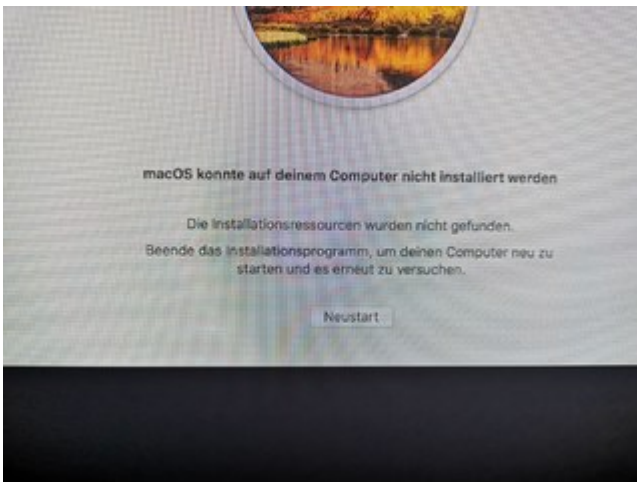 macOS konnte auf deinem Computer nicht installiert werden
Die Installationsressourcen wurden nicht gefunden.
Beende das Installationsprogramm, um deinen Computer neu zu
starten und es erneut zu versuchen.
Neustart